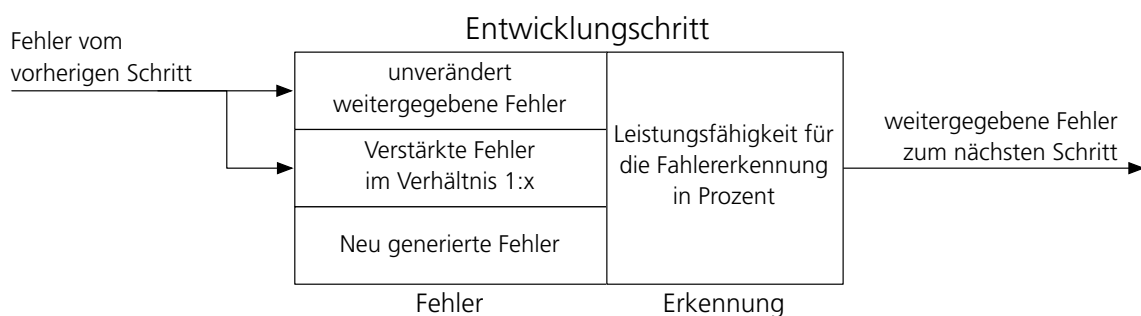 Entwicklungschritt
Fehler vom
vorherigen Schritt
unverändert
weitergegebene Fehler
Verstärkte Fehler
im Verhältnis 1:x
Neu generierte Fehler
Leistungsfähigkeit für
die Fahlererkennung
in Prozent
weitergegebene Fehler
zum nächsten Schritt
Fehler
Erkennung